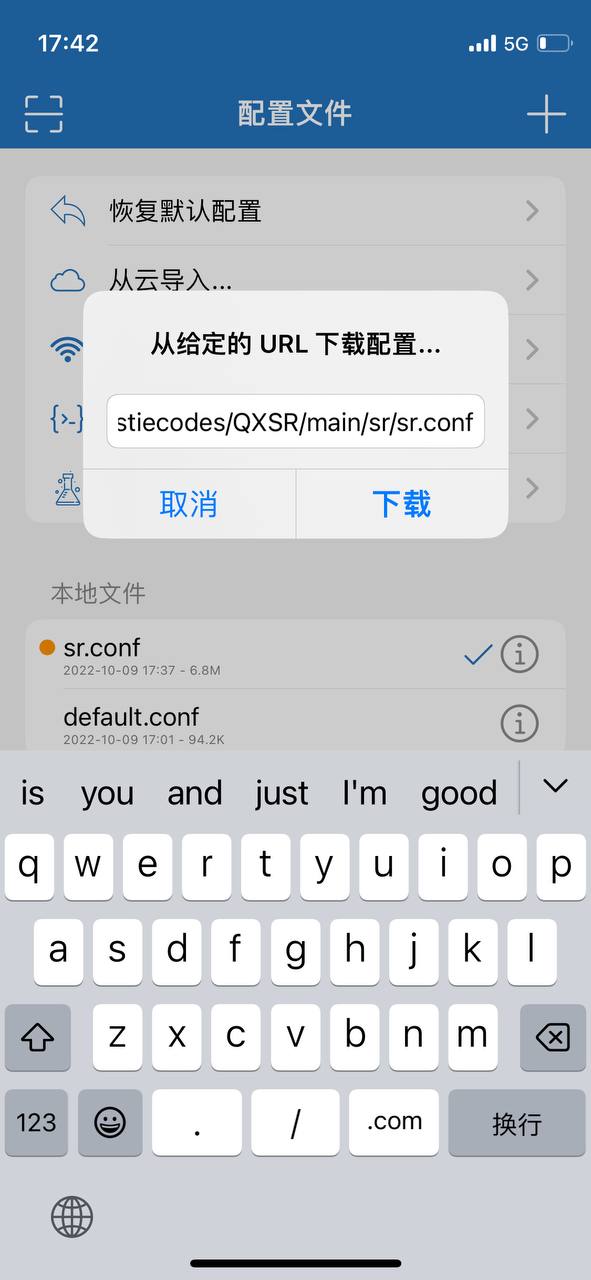 17:42
5G
配置文件
恢复默认配置
从云导入...
从给定的 URL 下载配置...
stiecodes/QXSR/main/sr/sr.conf
取消 下载
本地文件
sr.conf
2022-10-09 17:37 - 6.8M
default.conf
2022-10-09 17:01 - 94.2K
is you and just I'm good
q w e r t y u i o p
a s d f g h j k l
z x c v b n m
123 . / .com 换行